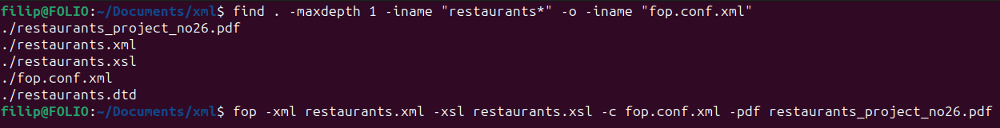 filip@FOLIO:~/Documents/xml$ find . -maxdepth 1 -iname "restaurants*" -o -iname "fop.conf.xml"
./restaurants_project_no26.pdf
./restaurants.xml
./restaurants.xsl
./fop.conf.xml
./restaurants.dtd
filip@FOLIO:~/Documents/xml$ fop -xml restaurants.xml -xsl restaurants.xsl -c fop.conf.xml -pdf restaurants_project_no26.pdf